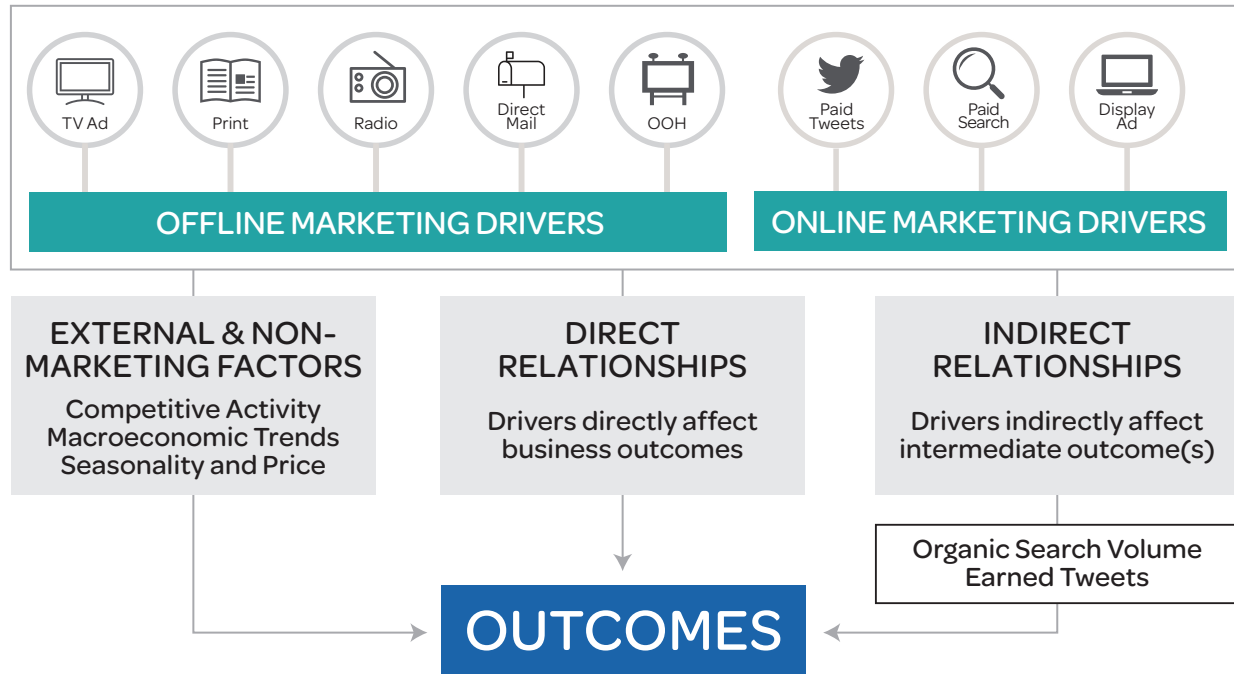 TV Ad
Print
Radio
Direct
Mail
OOH
Paid
Tweets
Paid
Search
Display
Ad
OFFLINE MARKETING DRIVERS
ONLINE MARKETING DRIVERS
EXTERNAL & NON-
MARKETING FACTORS
Competitive Activity
Macroeconomic Trends
Seasonality and Price
DIRECT
RELATIONSHIPS
Drivers directly affect
business outcomes
INDIRECT
RELATIONSHIPS
Drivers indirectly affect
intermediate outcome(s)
Organic Search Volume
Earned Tweets
OUTCOMES